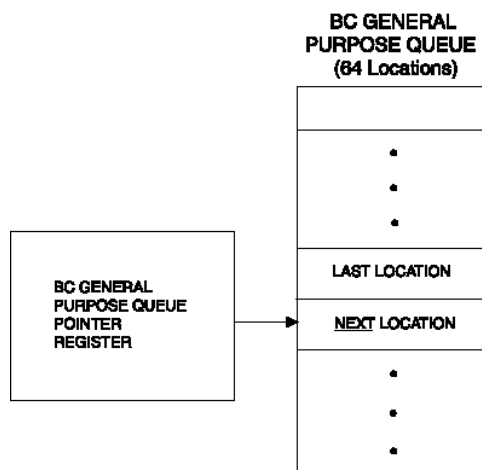 BC GENERAL
PURPOSE QUEUE
(64 Locations)
LAST LOCATION
NEXT LOCATION
BC GENERAL
PURPOSE QUEUE
POINTER
REGISTER